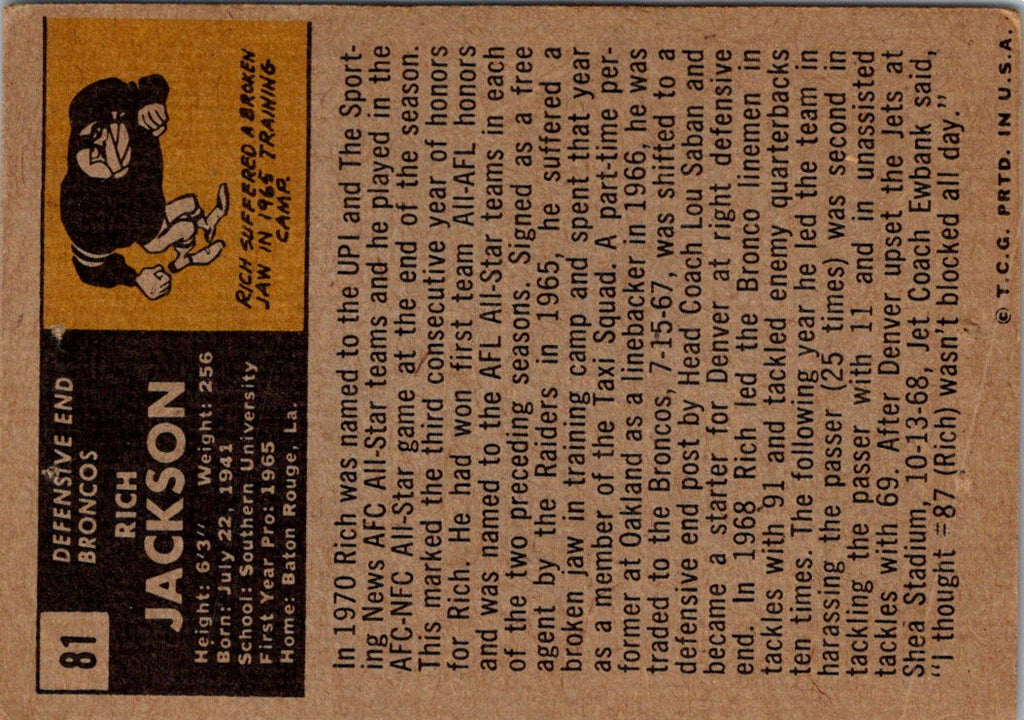 81
DEFENSIVE END
BRONCOS
RICH
JACKSON
Height: 6'3" Weight: 256
Born: July 22, 1941
School: Southern University
First Year Pro: 1965
Home: Baton Rouge, La.
RICH SUFFERED A BROKEN
JAW IN 1965 TRAINING
CAMP.
In 1970 Rich was named to the UPI and The Sport-
ing News AFC All-Star teams and he played in the
AFC-NFC All-Star game at the end of the season.
This marked the third consecutive year of honors
for Rich. He had won first team All-AFL honors
and was named to the AFL All-Star teams in each
of the two preceding seasons. Signed as a free
agent by the Raiders in 1965, he suffered a
broken jaw in training camp and spent that year
as a member of the Taxi Squad. A part-time per-
former at Oakland as a linebacker in 1966, he was
traded to the Broncos, 7-15-67, was shifted to a
defensive end post by Head Coach Lou Saban and
became a starter for Denver at right defensive
end. In 1968 Rich led the Bronco linemen in
tackles with 91 and tackled enemy quarterbacks
ten times. The following year he led the team in
harassing the passer (25 times) was second in
tackling the passer with 11 and in unassisted
tackles with 69. After Denver upset the Jets at
Shea Stadium, 10-13-68, Jet Coach Ewbank said,
"I thought #87 (Rich) wasn't blocked all day."
© T.C.G. PRTD. IN U.S.A.